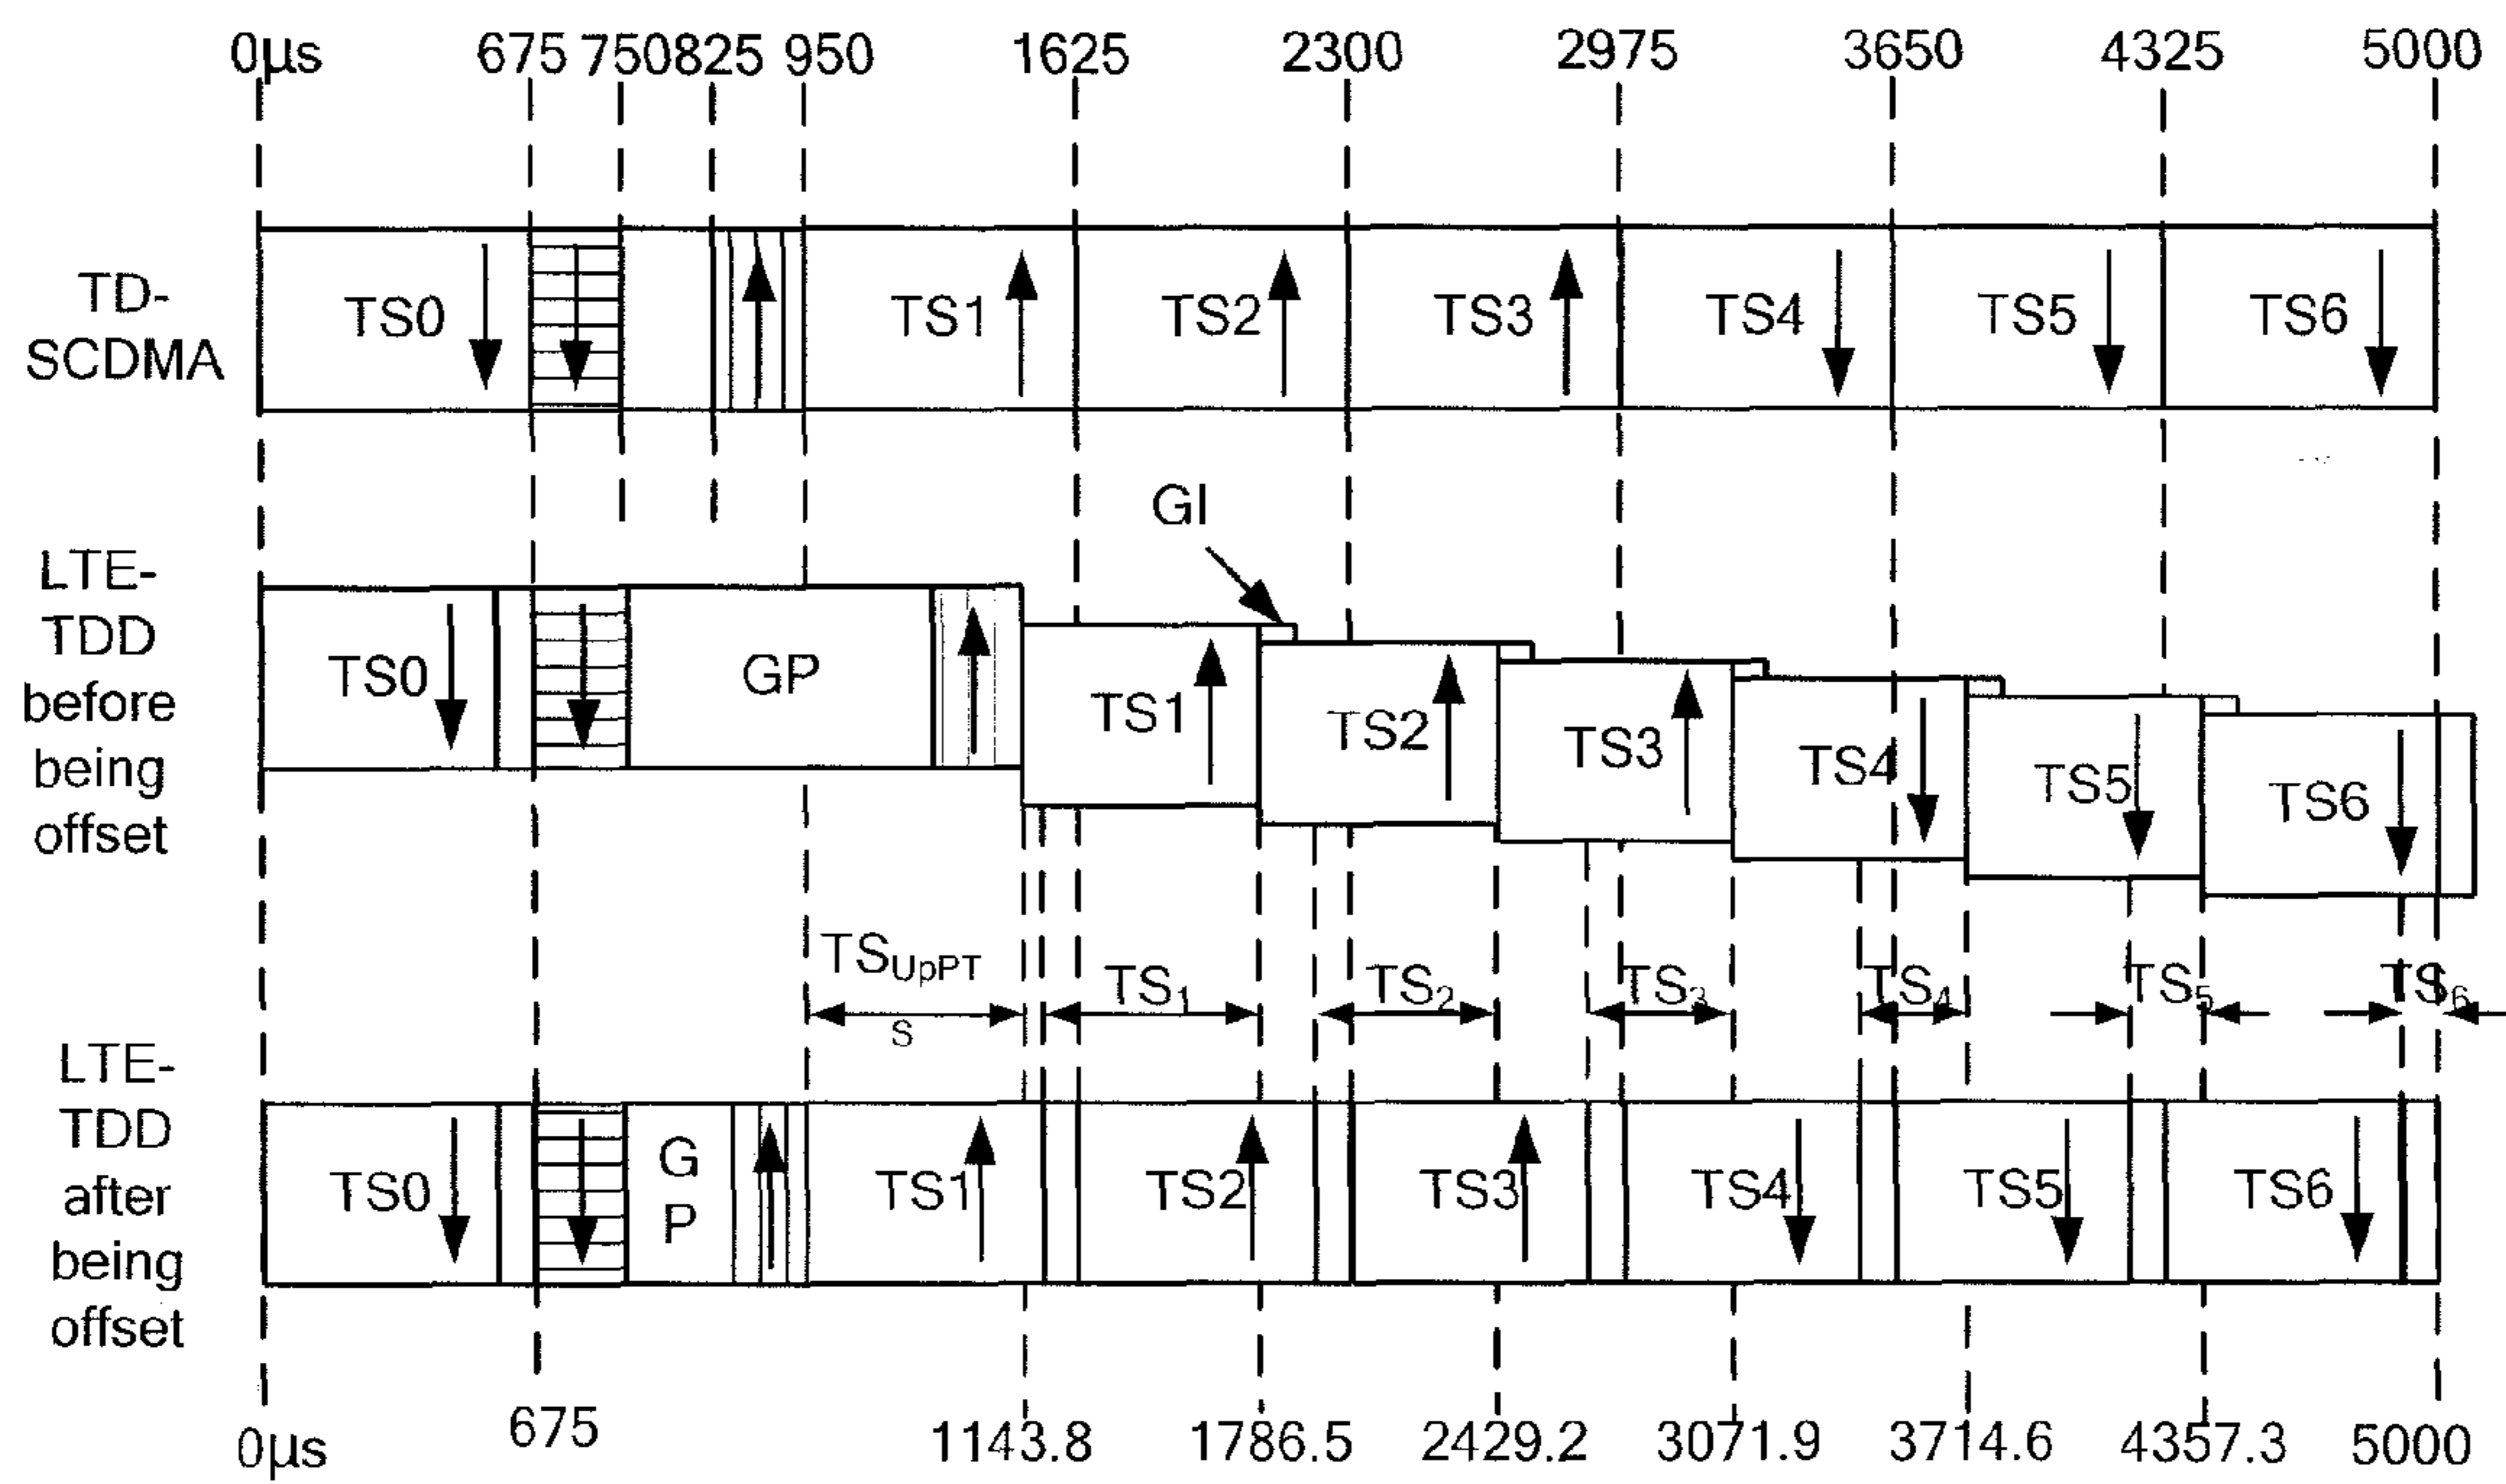 0μs 675 750 825 950 1625 2300 2975 3650 4325 5000
TD-
SCDMA
TS0 TS1 TS2 TS3 TS4 TS5 TS6
GI
LTE-
TDD
before
being
offset
TS0 GP TS1 TS2 TS3 TS4 TS5 TS6
TSUpPT
S
TS1 TS2 TS3 TS4 TS5 TS6
LTE-
TDD
after
being
offset
TS0 G
P
TS1 TS2 TS3 TS4 TS5 TS6
0μs 675 1143.8 1786.5 2429.2 3071.9 3714.6 4357.3 5000